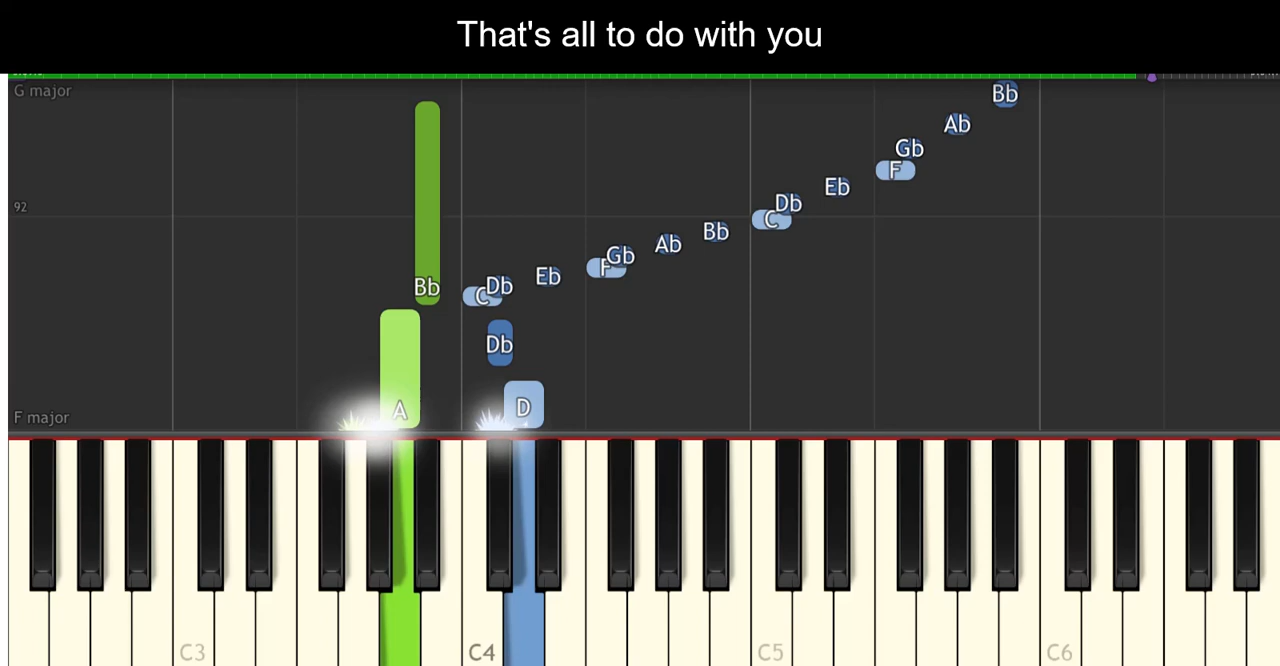 That's all to do with you
G major
Bb
Ab
Gb
F
Eb
92
Db
C
Bb
Ab
Gb
F
Eb
Db
C
Bb
Db
A
D
F major
C3
C4
C5
C6